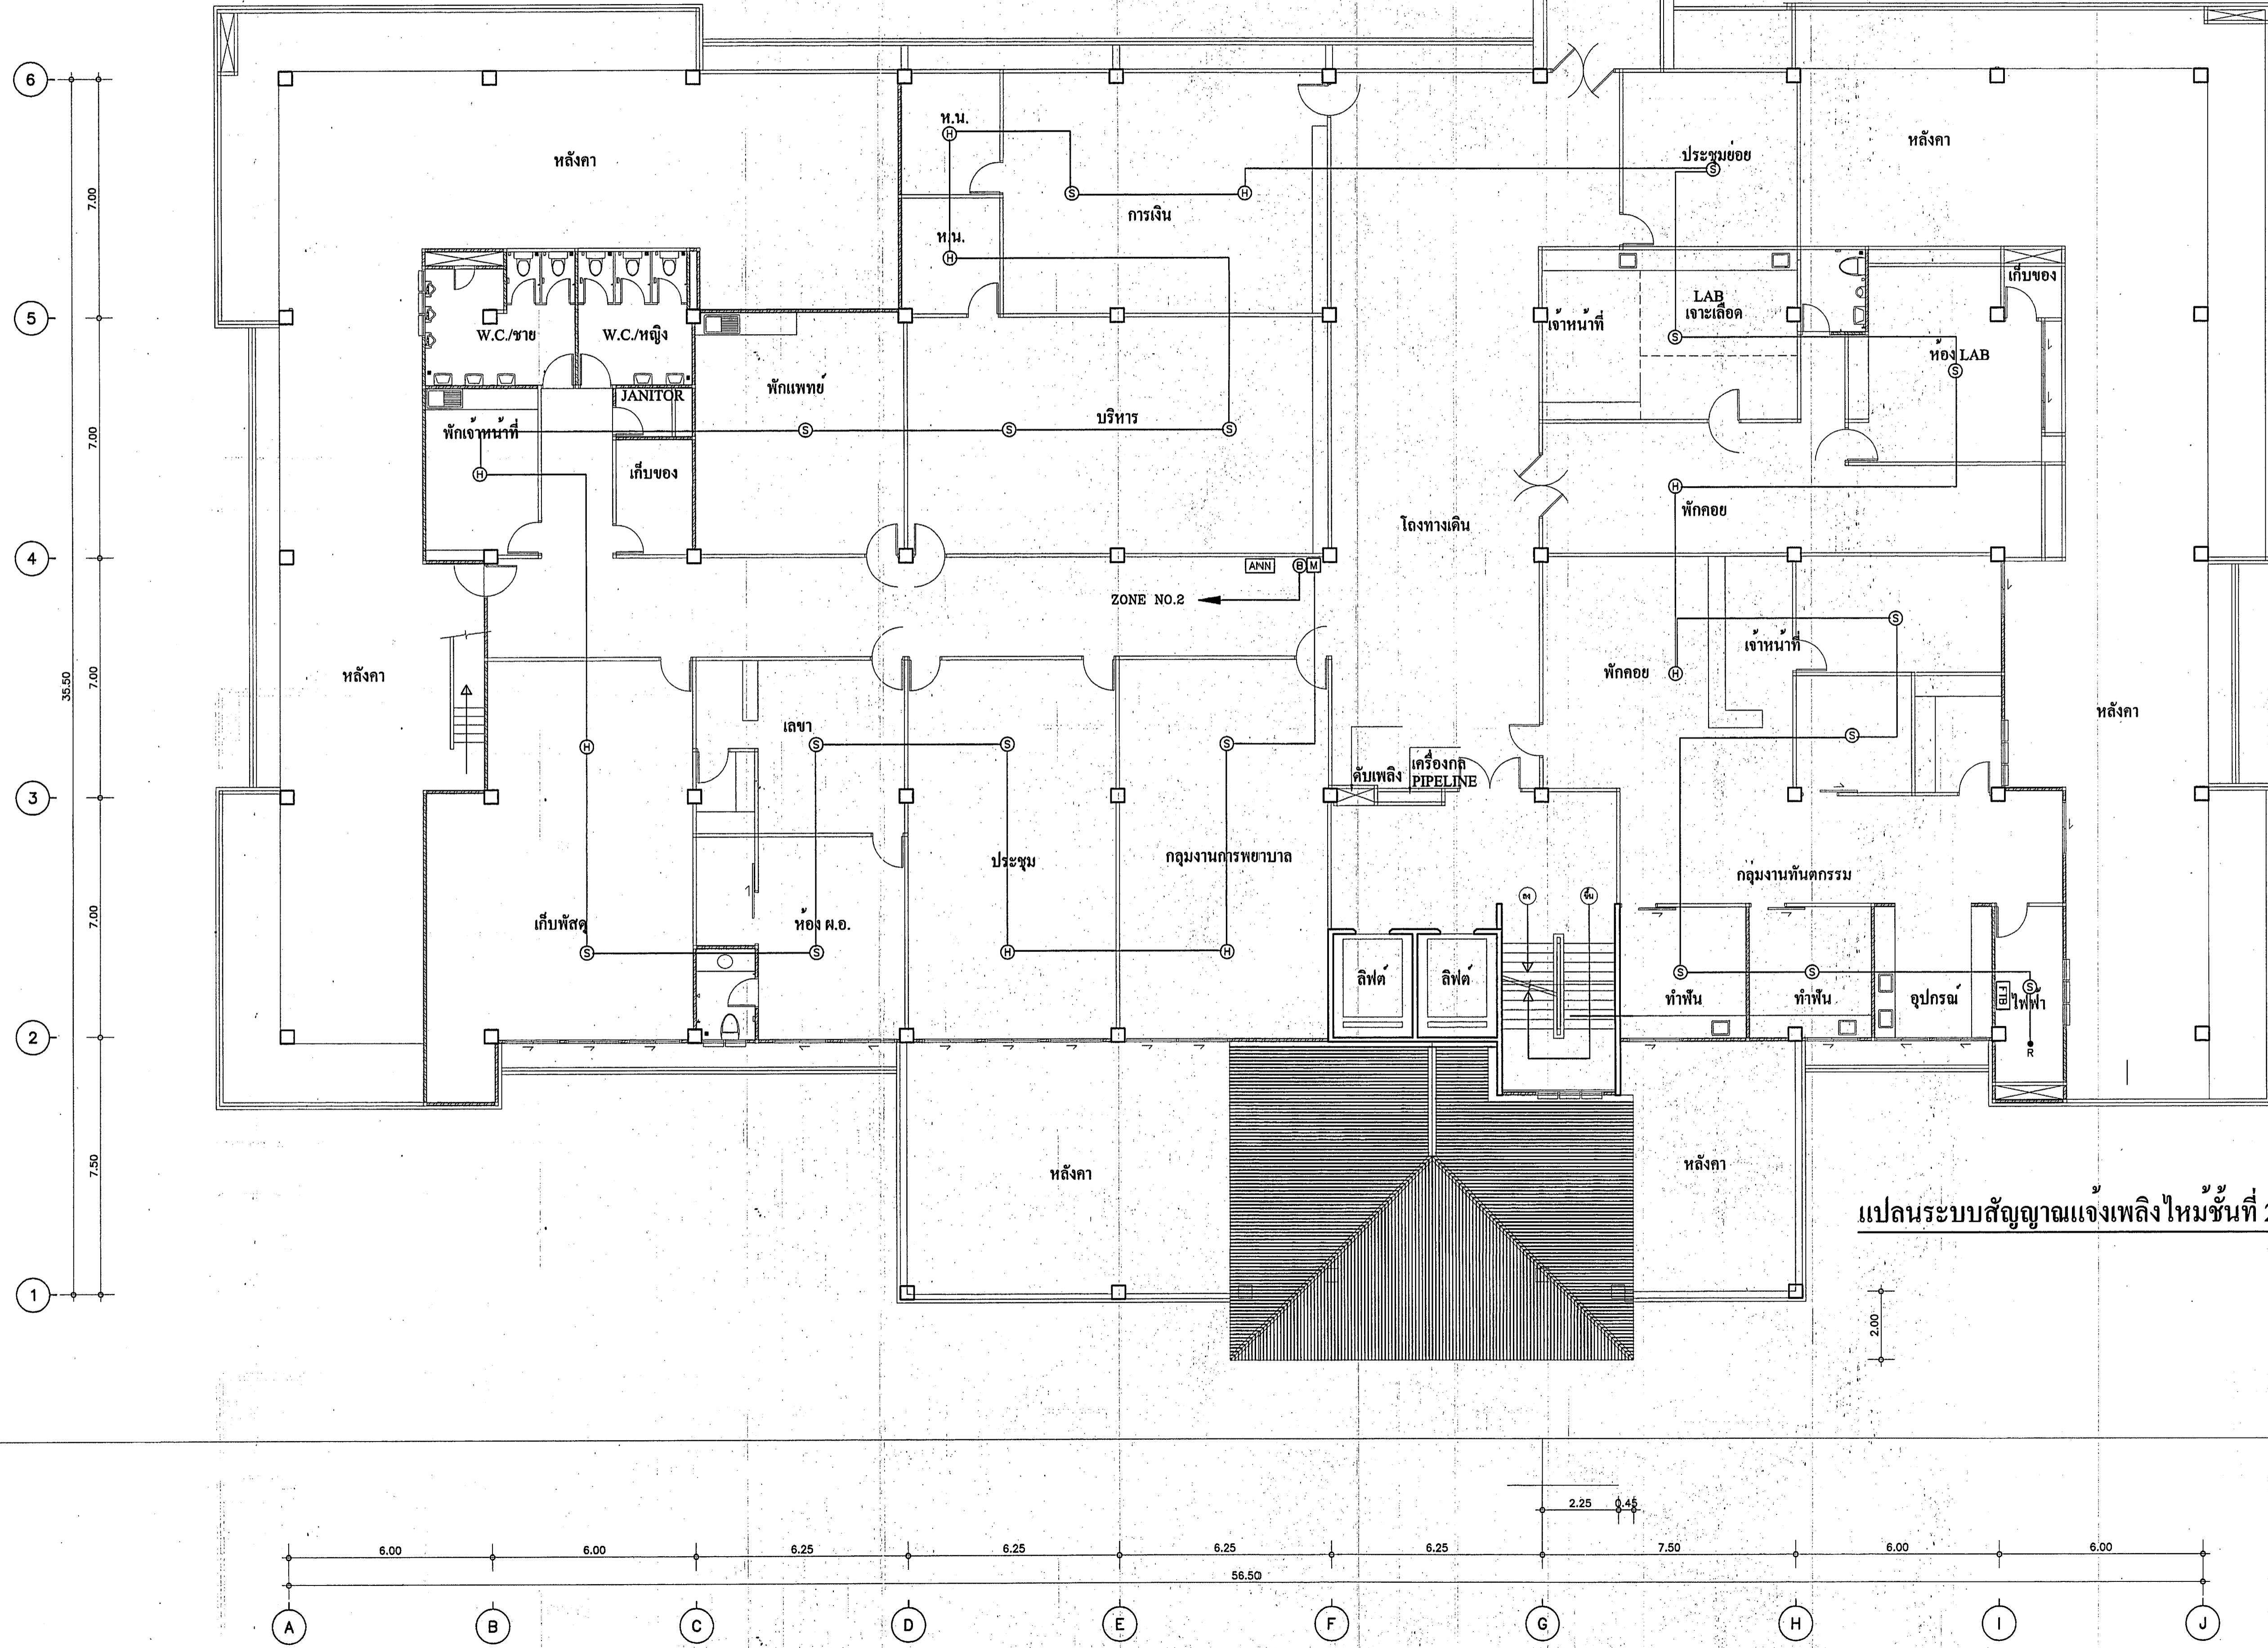 6
ห.น.
ประชุมย่อย
หลังคา
หลังคา
H
S
7.00
S
H
การเงิน
ห.น.
H
เก็บของ
LAB
เจาะเลือด
5
เจ้าหน้าที่
W.C./ชาย
W.C./หญิง
S
ห้อง LAB
S
พักแพทย์
JANITOR
บริหาร
7.00
พักเจ้าหน้าที่
S
S
S
เก็บของ
H
H
พักคอย
โถงทางเดิน
4
ANN
B
M
ZONE NO.2
S
เจ้าหน้าที่
7.00
35.50
หลังคา
พักคอย
H
หลังคา
เลขา
H
S
S
S
S
ดับเพลิง
เครื่องกล
PIPELINE
3
ประชุม
กลุ่มงานการพยาบาล
กลุ่มงานทันตกรรม
ลง
ขึ้น
7.00
เก็บพัสดุ
ห้อง ผ.อ.
S
S
H
H
ลิฟต์
ลิฟต์
S
S
S
ทำฟัน
ทำฟัน
อุปกรณ์
FTB
ไฟฟ้า
2
R
7.50
หลังคา
หลังคา
แปลนระบบสัญญาณแจ้งเพลิงไหม้ชั้นที่ 2
1
2.00
2.25
0.45
6.00
6.00
6.25
6.25
6.25
6.25
7.50
6.00
6.00
56.50
A
B
C
D
E
F
G
H
I
J